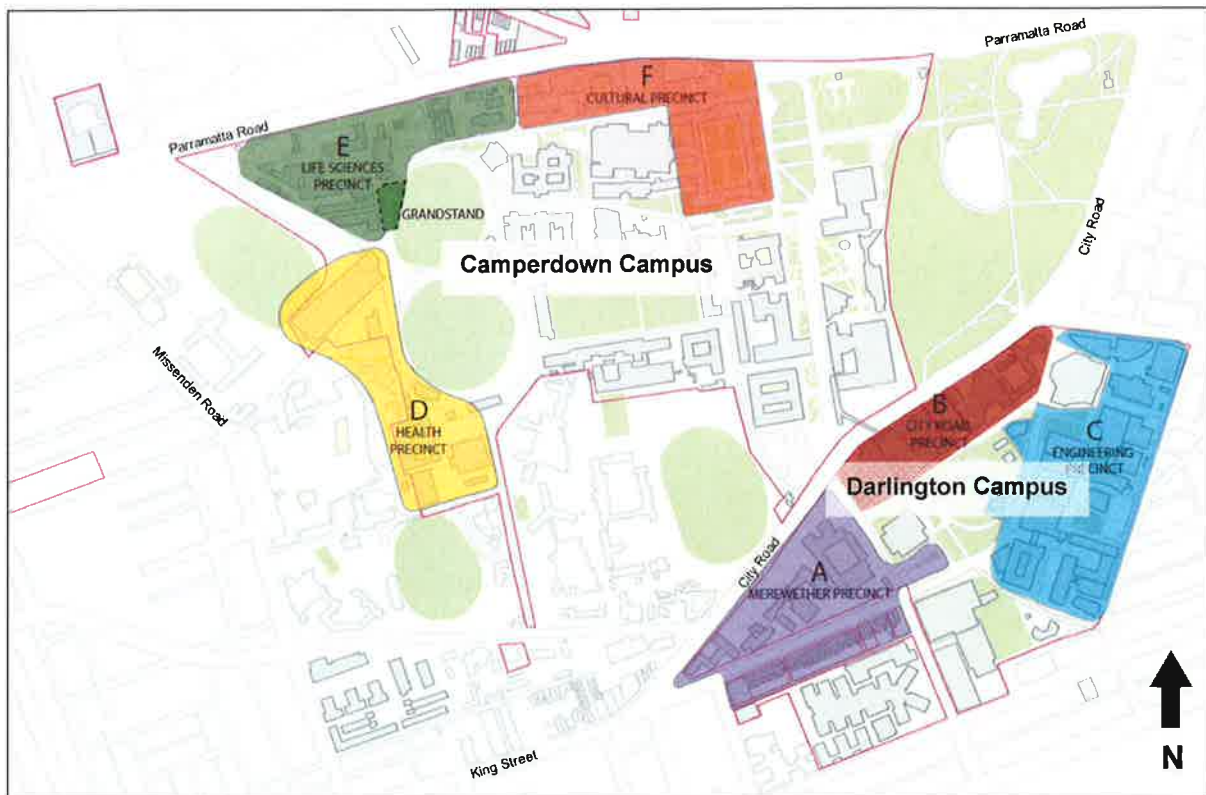 Parramatta Road
F
CULTURAL PRECINCT
Parramatta Road
E
LIFE SCIENCES
PRECINCT
GRANDSTAND
City Road
Camperdown Campus
Missenden Road
D
HEALTH
PRECINCT
B
CITY ROAD
PRECINCT
C
ENGINEERING
PRECINCT
Darlington Campus
City Road
A
MEREWETHER PRECINCT
King Street
N